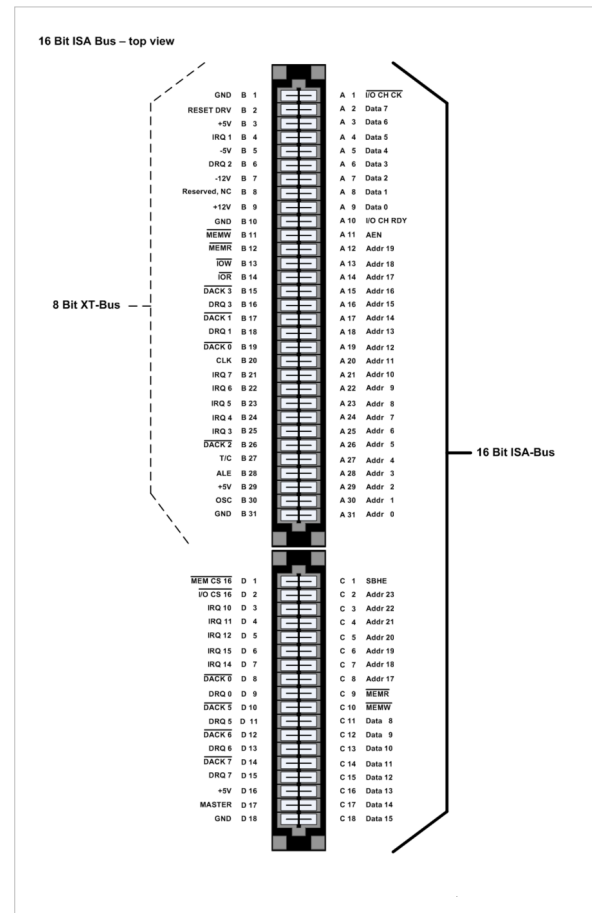 16 Bit ISA Bus – top view
GND B 1 A 1 I/O CH CK
RESET DRV B 2 A 2 Data 7
+5V B 3 A 3 Data 6
IRQ 1 B 4 A 4 Data 5
-5V B 5 A 5 Data 4
DRQ 2 B 6 A 6 Data 3
-12V B 7 A 7 Data 2
Reserved, NC B 8 A 8 Data 1
+12V B 9 A 9 Data 0
GND B 10 A 10 I/O CH RDY
MEMW B 11 A 11 AEN
MEMR B 12 A 12 Addr 19
IOW B 13 A 13 Addr 18
IOR B 14 A 14 Addr 17
DACK 3 B 15 A 15 Addr 16
8 Bit XT-Bus DRQ 3 B 16 A 16 Addr 15
DACK 1 B 17 A 17 Addr 14
DRQ 1 B 18 A 18 Addr 13
DACK 0 B 19 A 19 Addr 12
CLK B 20 A 20 Addr 11
IRQ 7 B 21 A 21 Addr 10
IRQ 6 B 22 A 22 Addr 9
IRQ 5 B 23 A 23 Addr 8
IRQ 4 B 24 A 24 Addr 7
IRQ 3 B 25 A 25 Addr 6
DACK 2 B 26 A 26 Addr 5
T/C B 27 A 27 Addr 4 16 Bit ISA-Bus
ALE B 28 A 28 Addr 3
+5V B 29 A 29 Addr 2
OSC B 30 A 30 Addr 1
GND B 31 A 31 Addr 0
MEM CS 16 D 1 C 1 SBHE
I/O CS 16 D 2 C 2 Addr 23
IRQ 10 D 3 C 3 Addr 22
IRQ 11 D 4 C 4 Addr 21
IRQ 12 D 5 C 5 Addr 20
IRQ 15 D 6 C 6 Addr 19
IRQ 14 D 7 C 7 Addr 18
DACK 0 D 8 C 8 Addr 17
DRQ 0 D 9 C 9 MEMR
DACK 5 D 10 C 10 MEMW
DRQ 5 D 11 C 11 Data 8
DACK 6 D 12 C 12 Data 9
DRQ 6 D 13 C 13 Data 10
DACK 7 D 14 C 14 Data 11
DRQ 7 D 15 C 15 Data 12
+5V D 16 C 16 Data 13
MASTER D 17 C 17 Data 14
GND D 18 C 18 Data 15